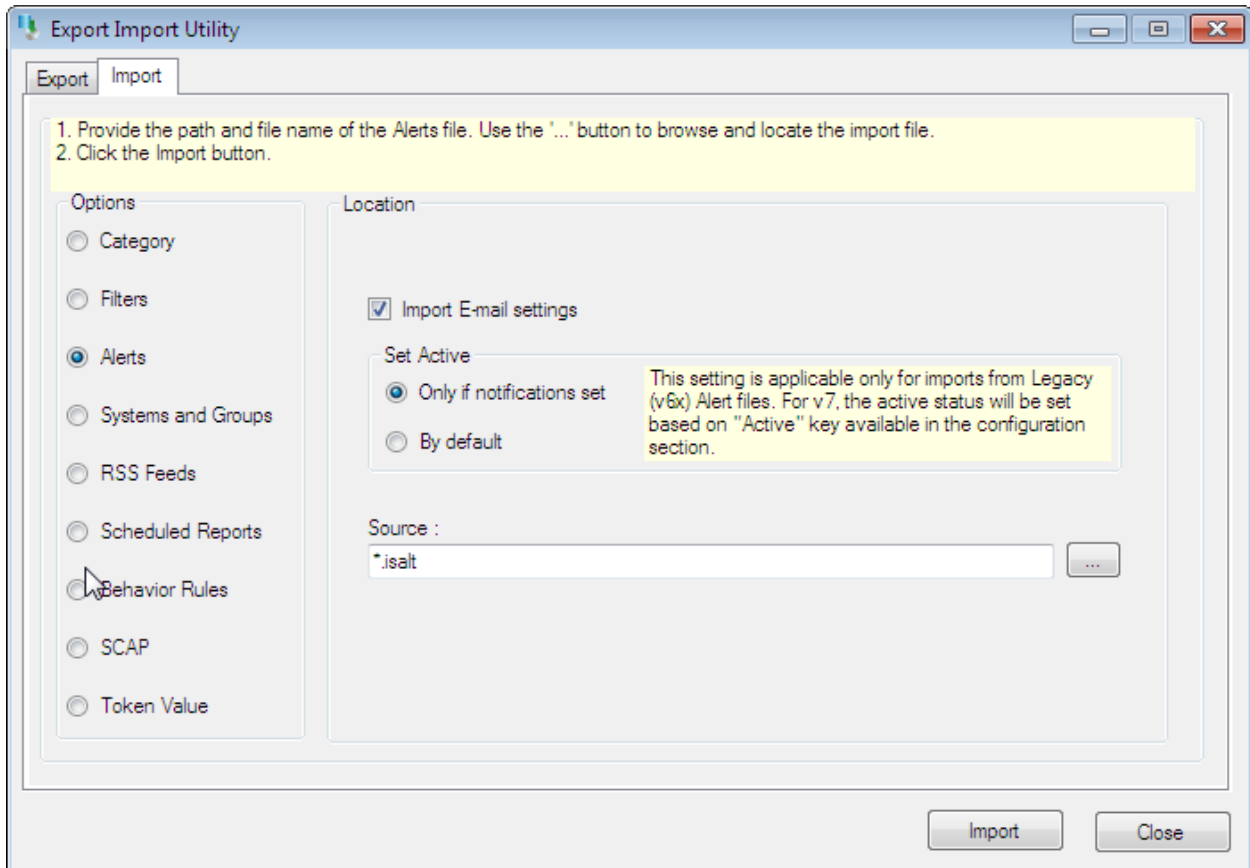 Export Import Utility
Export
Import
1. Provide the path and file name of the Alerts file. Use the '...' button to browse and locate the import file.
2. Click the Import button.
Options
Category
Filters
Alerts
Systems and Groups
RSS Feeds
Scheduled Reports
Behavior Rules
SCAP
Token Value
Location
Import E-mail settings
Set Active
Only if notifications set
By default
This setting is applicable only for imports from Legacy
(v6x) Alert files. For v7, the active status will be set
based on "Active" key available in the configuration
section.
Source :
*.isalt
...
Import
Close